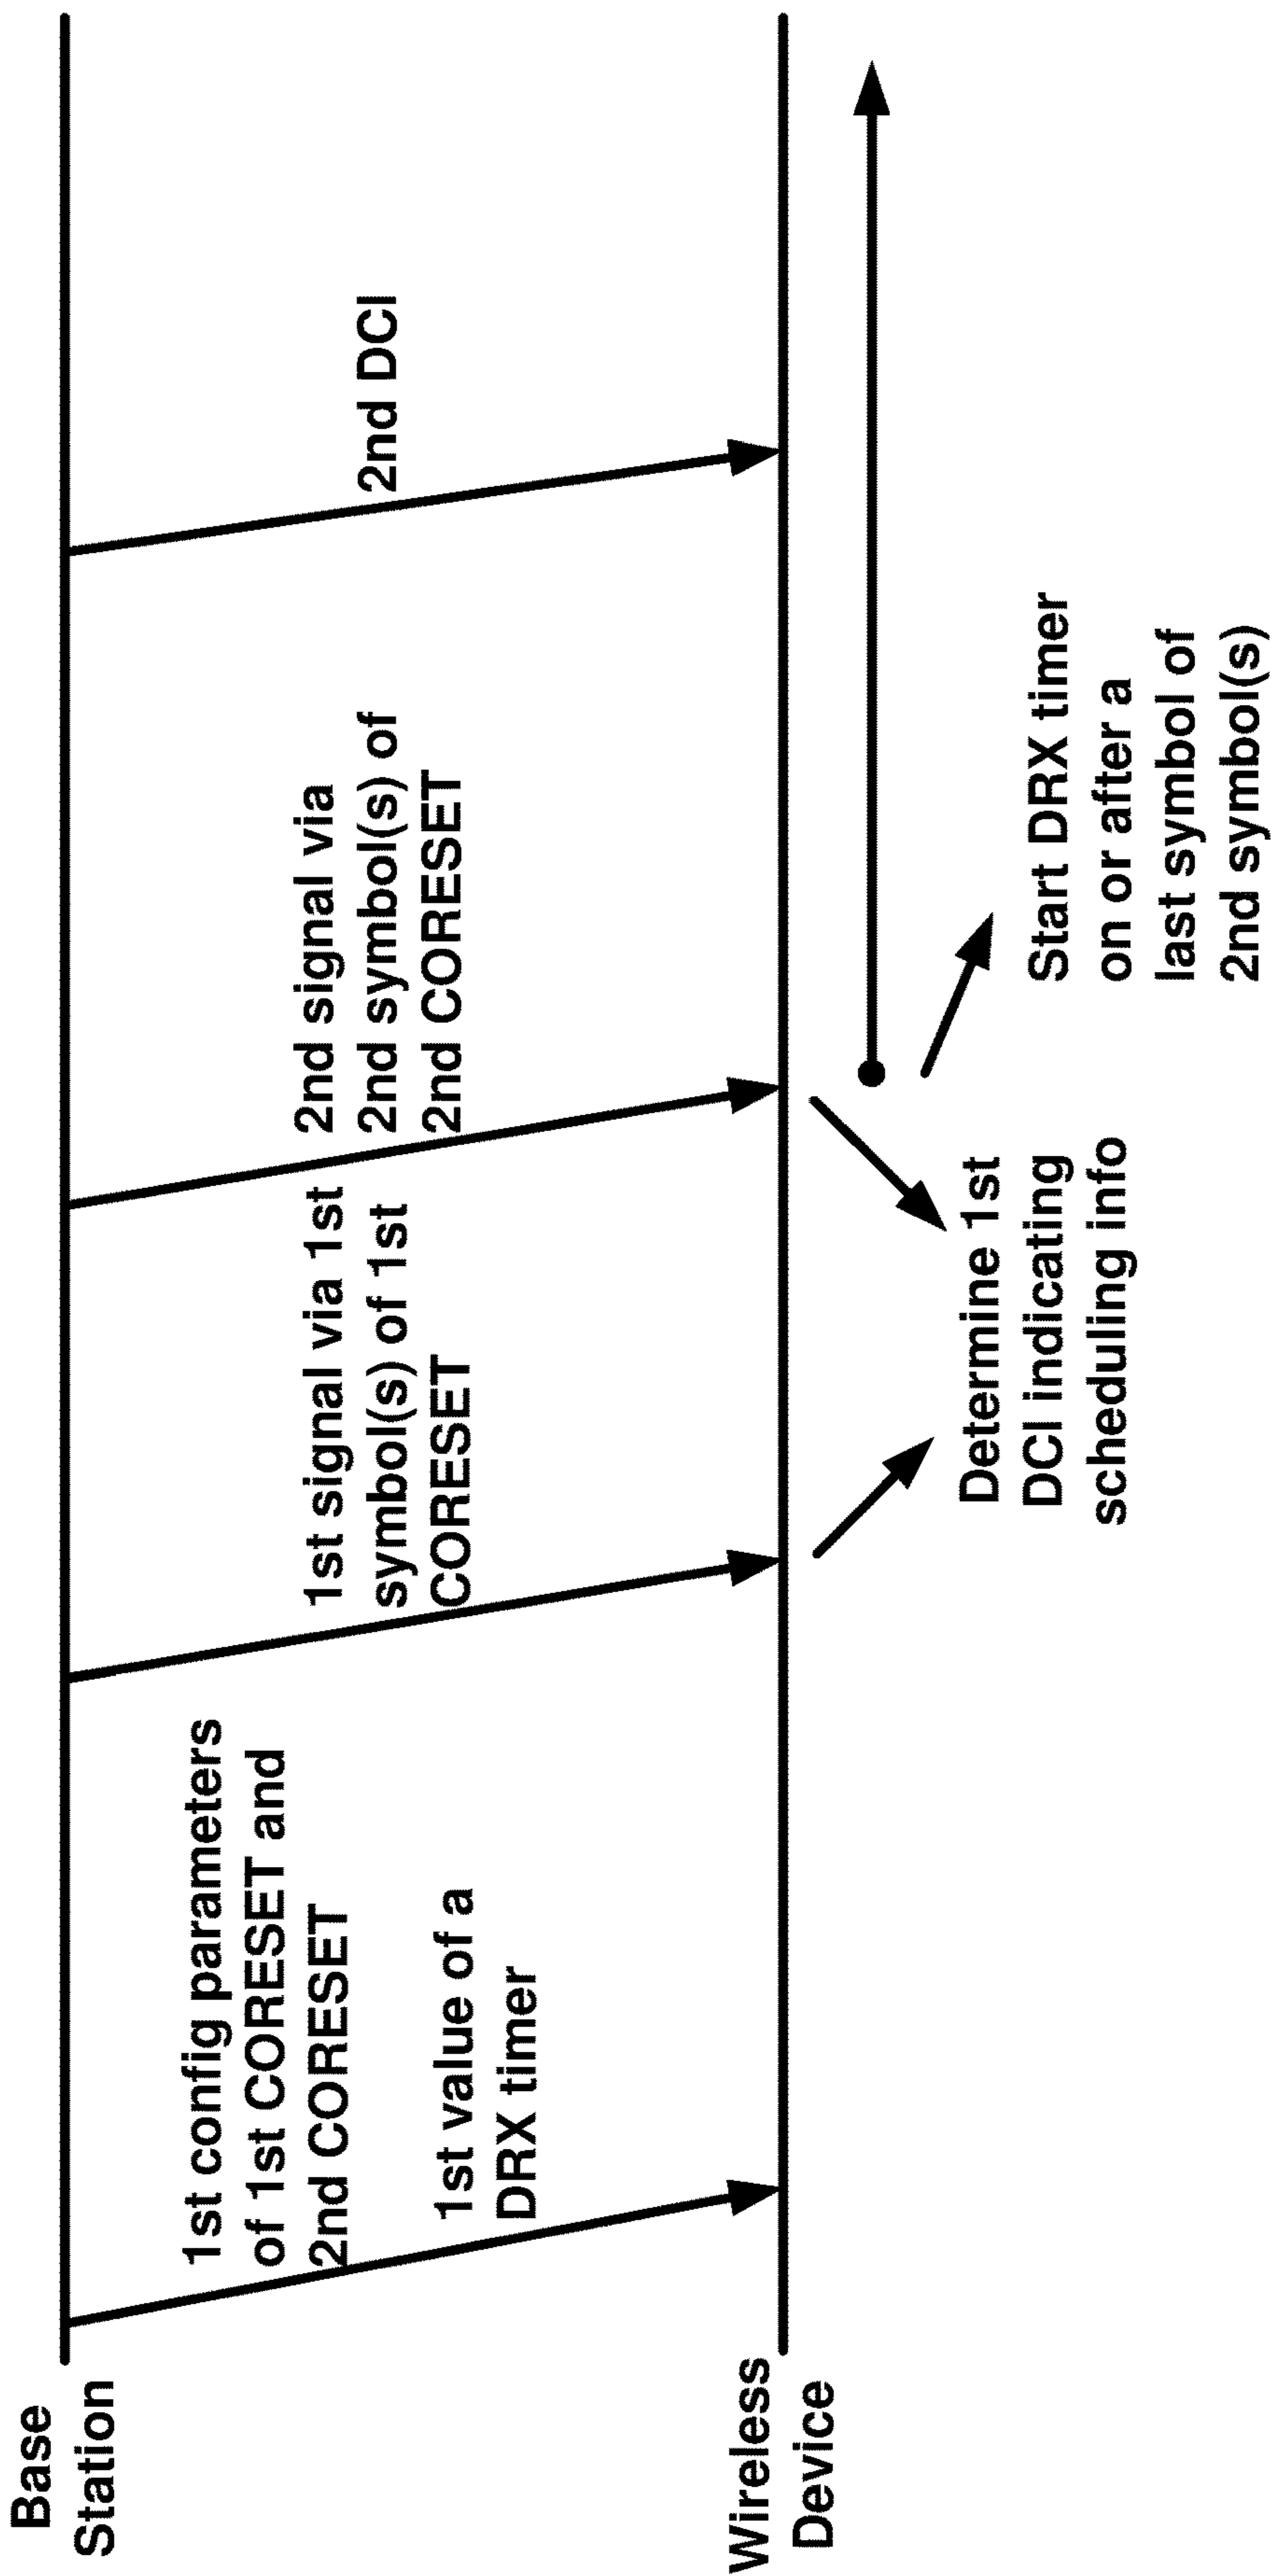 Base
Station
1st config parameters
of 1st CORESET and
2nd CORESET
1st value of a
DRX timer
1st signal via 1st
symbol(s) of 1st
CORESET
2nd signal via
2nd symbol(s) of
2nd CORESET
2nd DCI
Wireless
Device
Determine 1st
DCI indicating
scheduling info
Start DRX timer
on or after a
last symbol of
2nd symbol(s)